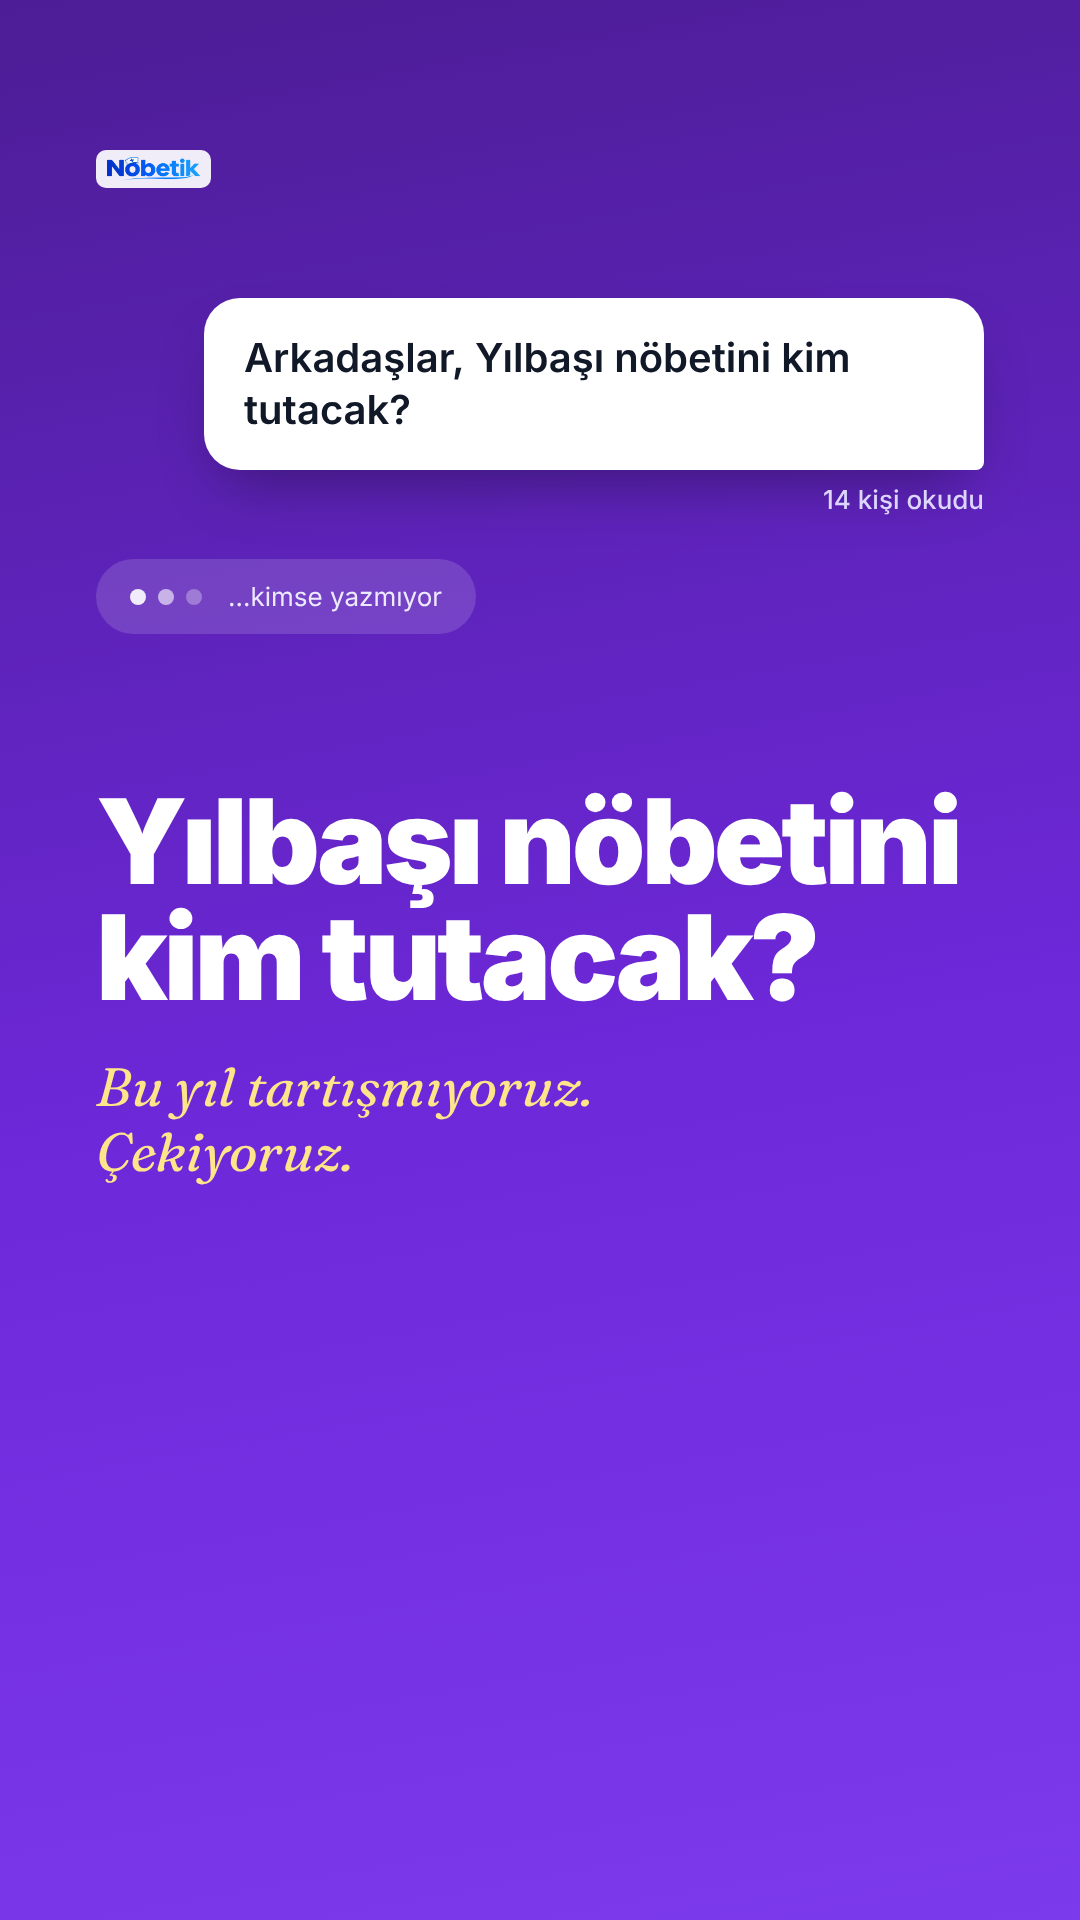 Nöbetik
Arkadaşlar, Yılbaşı nöbetini kim
tutacak?
14 kişi okudu
...kimse yazmıyor
Yılbaşı nöbetini
kim tutacak?
Bu yıl tartışmıyoruz.
Çekiyoruz.